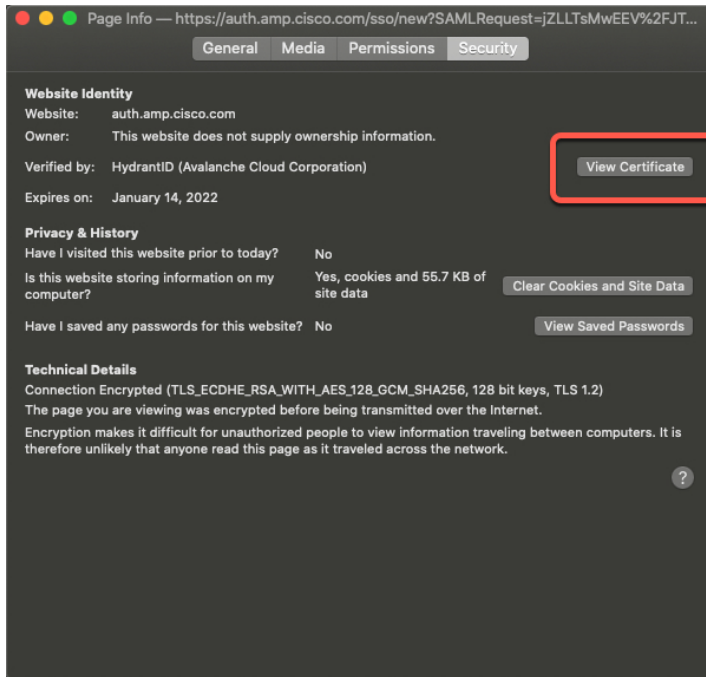 Page Info — https://auth.amp.cisco.com/sso/new?SAMLRequest=jZLLTsMwEEV%2FJT...
General Media Permissions Security
Website Identity
Website: auth.amp.cisco.com
Owner: This website does not supply ownership information.
Verified by: HydrantID (Avalanche Cloud Corporation) View Certificate
Expires on: January 14, 2022
Privacy & History
Have I visited this website prior to today? No
Is this website storing information on my
computer?
Yes, cookies and 55.7 KB of
site data
Clear Cookies and Site Data
Have I saved any passwords for this website? No View Saved Passwords
Technical Details
Connection Encrypted (TLS_ECDHE_RSA_WITH_AES_128_GCM_SHA256, 128 bit keys, TLS 1.2)
The page you are viewing was encrypted before being transmitted over the Internet.
Encryption makes it difficult for unauthorized people to view information traveling between computers. It is
therefore unlikely that anyone read this page as it traveled across the network.
?